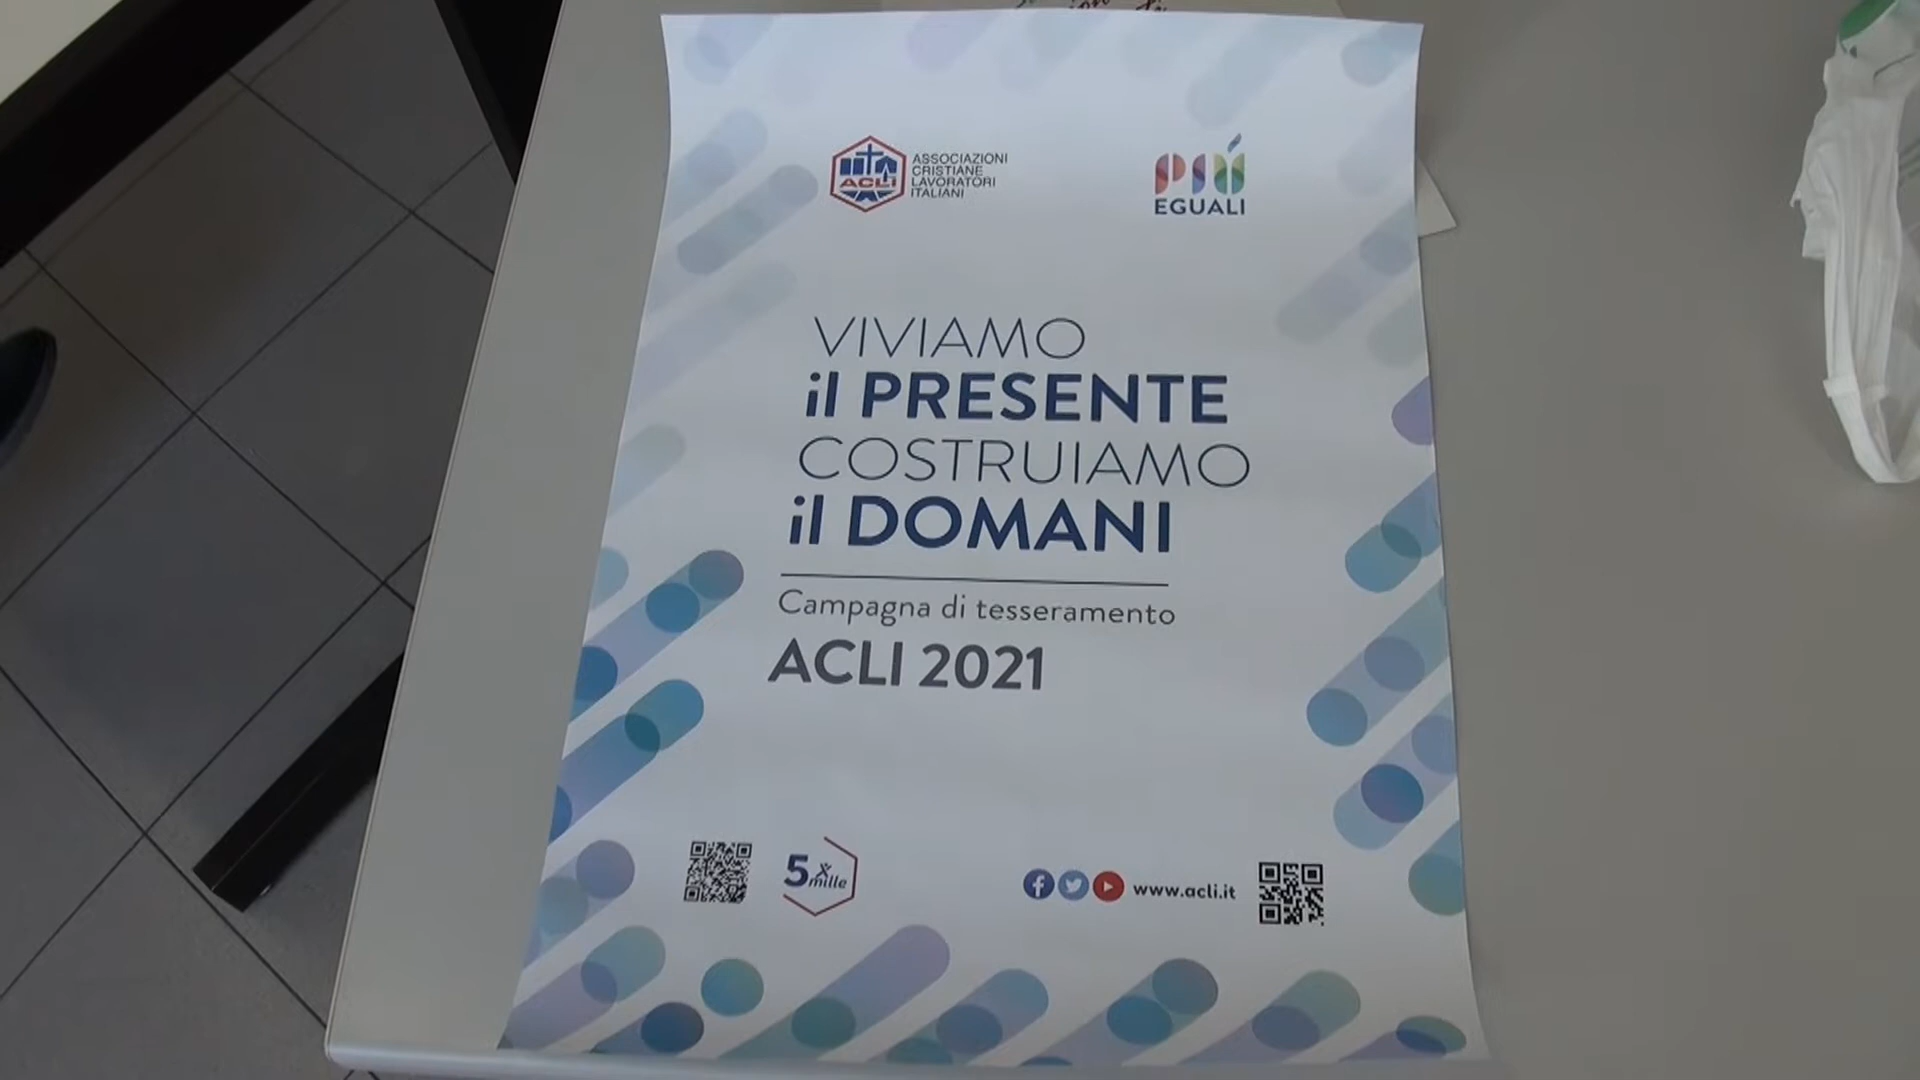 ACLI
ASSOCIAZIONI
CRISTIANE
LAVORATORI
ITALIANI
PIÙ
EGUALI
VIVIAMO
il PRESENTE
COSTRUIAMO
il DOMANI
Campagna di tesseramento
ACLI 2021
5 x mille
www.acli.it